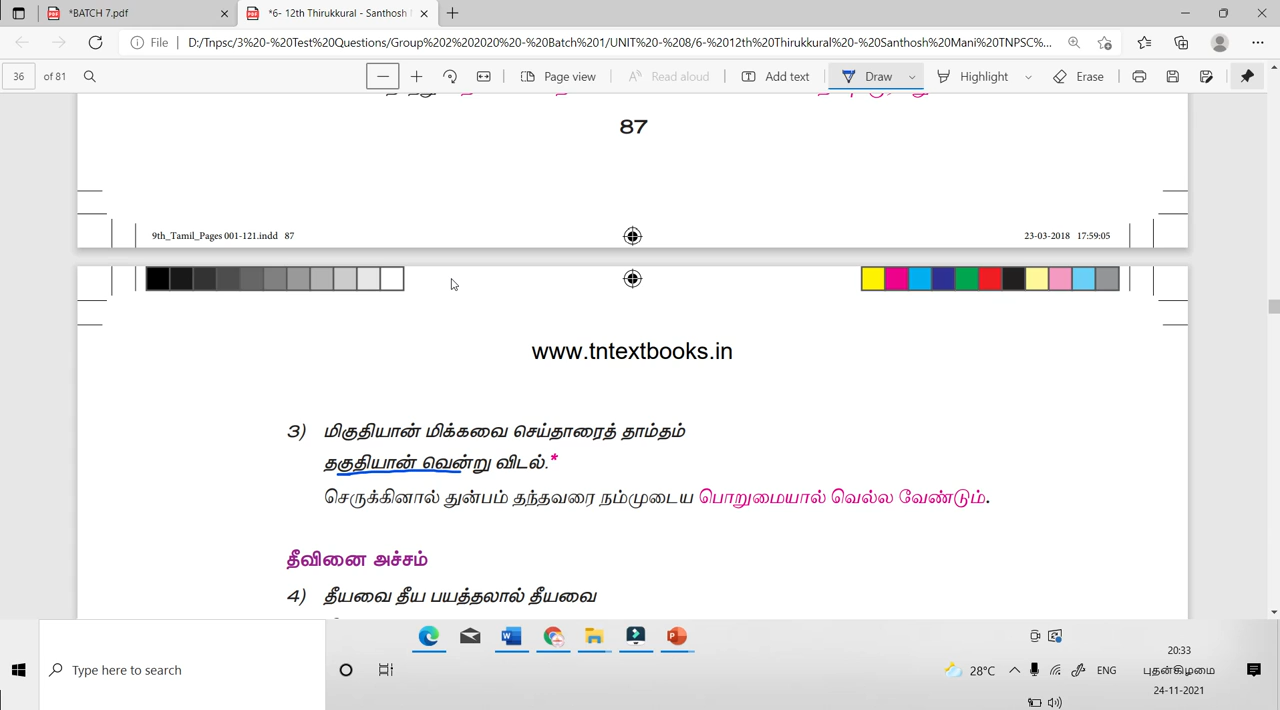 *BATCH 7.pdf
*6- 12th Thirukkural - Santhosh
File
D:/Tnpsc/3%20-%20Test%20Questions/Group%202%202020%20-%20Batch%201/UNIT%20-%208/6-%2012th%20Thirukkural%20-%20Santhosh%20Mani%20TNPSC%...
36 of 81
Page view
Read aloud
Add text
Draw
Highlight
Erase
87
9th_Tamil_Pages 001-121.indd 87
23-03-2018 17:59:05
www.tntextbooks.in
3) மிகுதியான் மிக்கவை செய்தாரைத் தாம்தம்
தகுதியான் வென்று விடல்.*
செருக்கினால் துன்பம் தந்தவரை நம்முடைய பொறுமையால் வெல்ல வேண்டும்.
தீவினை அச்சம்
4) தீயவை தீய பயத்தலால் தீயவை
Type here to search
28°C
ENG
20:33
புதன்கிழமை
24-11-2021